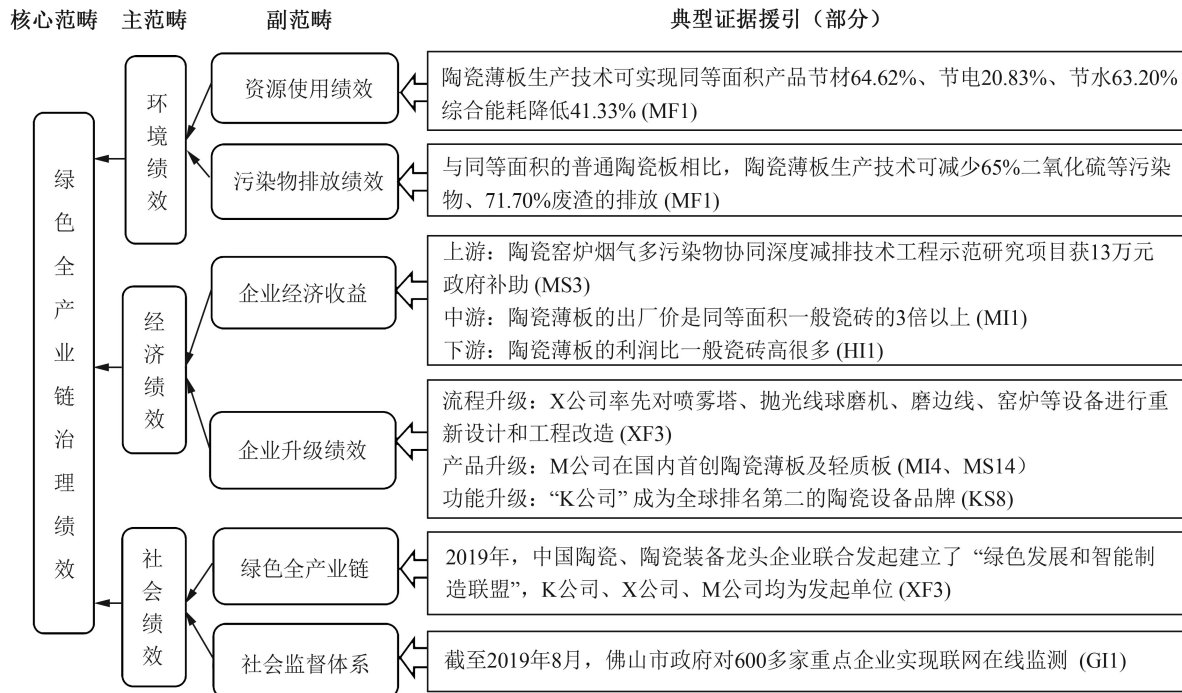 核心范畴 主范畴 副范畴 典型证据援引（部分）
绿色全产业链治理绩效
环境绩效
资源使用绩效
陶瓷薄板生产技术可实现同等面积产品节材64.62%、节电20.83%、节水63.20%
综合能耗降低41.33% (MF1)
污染物排放绩效
与同等面积的普通陶瓷板相比，陶瓷薄板生产技术可减少65%二氧化硫等污染
物、71.70%废渣的排放 (MF1)
经济绩效
企业经济收益
上游：陶瓷窑炉烟气多污染物协同深度减排技术工程示范研究项目获13万元
政府补助 (MS3)
中游：陶瓷薄板的出厂价是同等面积一般瓷砖的3倍以上 (MI1)
下游：陶瓷薄板的利润比一般瓷砖高很多 (HI1)
企业升级绩效
流程升级：X公司率先对喷雾塔、抛光线球磨机、磨边线、窑炉等设备进行重
新设计和工程改造 (XF3)
产品升级：M公司在国内首创陶瓷薄板及轻质板 (MI4、MS14）
功能升级：“K公司” 成为全球排名第二的陶瓷设备品牌 (KS8)
社会绩效
绿色全产业链
2019年，中国陶瓷、陶瓷装备龙头企业联合发起建立了 “绿色发展和智能制
造联盟”，K公司、X公司、M公司均为发起单位 (XF3)
社会监督体系
截至2019年8月，佛山市政府对600多家重点企业实现联网在线监测 (GI1)